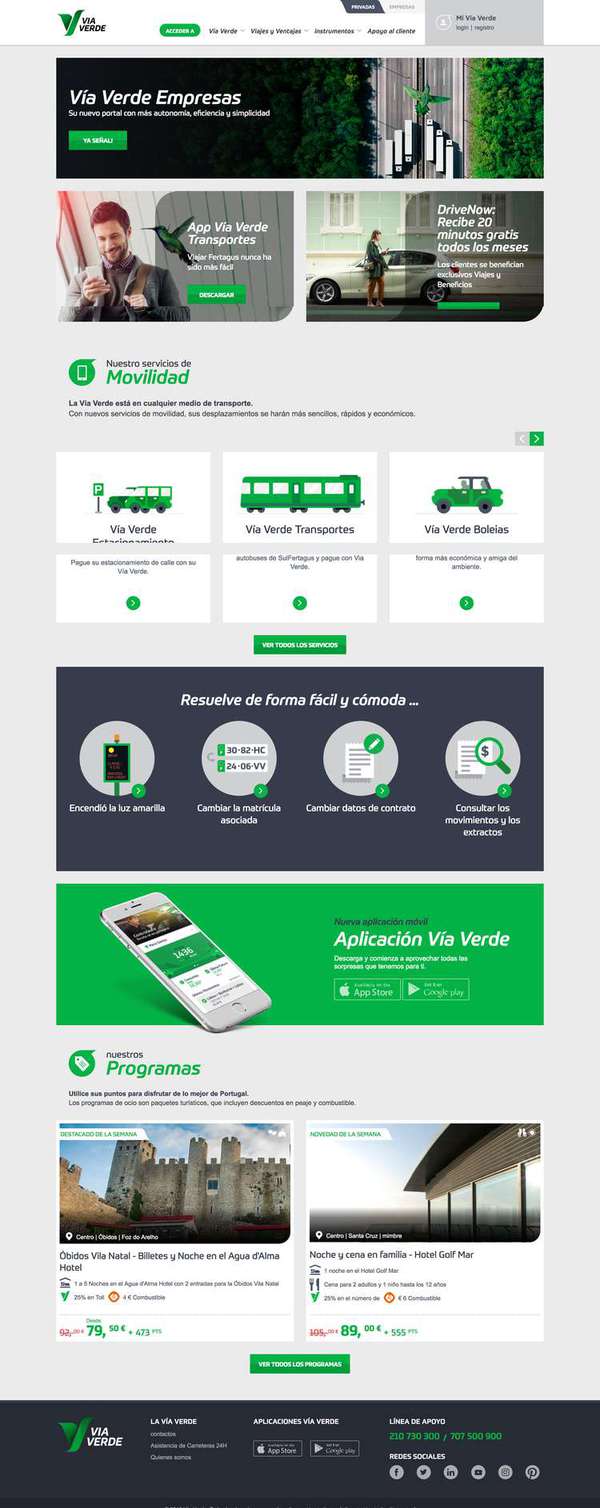 PRIVADAS EMPRESAS
VIA
VERDE
ACCEDER A
Vía Verde
Viajes y Ventajas
Instrumentos
Apoyo al cliente
Mi Vía Verde
login | registro
Vía Verde Empresas
Su nuevo portal con más autonomía, eficiencia y simplicidad
YA SEÑAL!
App Vía Verde
Transportes
Viajar Fertagus nunca ha
sido más fácil
DESCARGAR
DriveNow:
Recibe 20
minutos gratis
todos los meses
Los clientes se benefician
exclusivos Viajes y
Beneficios
Nuestro servicios de
Movilidad
La Vía Verde está en cualquier medio de transporte.
Con nuevos servicios de movilidad, sus desplazamientos se harán más sencillos, rápidos y económicos.
P
Vía Verde
Estacionamiento
Pague su estacionamiento de calle con su
Vía Verde.
Vía Verde Transportes
autobuses de SulFertagus y pague con Via
Verde.
Vía Verde Boleias
forma más económica y amiga del
ambiente.
VER TODOS LOS SERVICIOS
Resuelve de forma fácil y cómoda ...
30-82-HC
24-06-VV
$
Encendió la luz amarilla
Cambiar la matrícula
asociada
Cambiar datos de contrato
Consultar los
movimientos y los
extractos
1436
Nueva aplicación móvil
Aplicación Vía Verde
Descarga y comienza a aprovechar todas las
sorpresas que tenemos para ti.
Available on the
App Store
Get it on
Google play
nuestros
Programas
Utilice sus puntos para disfrutar de lo mejor de Portugal.
Los programas de ocio son paquetes turísticos, que incluyen descuentos en peaje y combustible.
DESTACADO DE LA SEMANA
Centro | Óbidos | Foz do Arelho
Óbidos Vila Natal - Billetes y Noche en el Agua d'Alma
Hotel
1 a 5 Noches en el Agua d'Alma Hotel con 2 entradas para la Óbidos Vila Natal
25% en Toll
4 € Combustible
Desde
92,00 € 79, 50 € + 473 PTS
NOVEDAD DE LA SEMANA
Centro | Santa Cruz | mimbre
Noche y cena en familia - Hotel Golf Mar
1 noche en el Hotel Golf Mar
Cena para 2 adultos y 1 niño hasta los 12 años
25% en el número de
€ 6 Combustible
105,00 € 89, 00 € + 555 PTS
VER TODOS LOS PROGRAMAS
VIA
VERDE
LA VÍA VERDE
contactos
Asistencia de Carreteras 24H
Quienes somos
APLICACIONES VÍA VERDE
Available on the
App Store
Get it on
Google play
LÍNEA DE APOYO
210 730 300 / 707 500 900
REDES SOCIALES